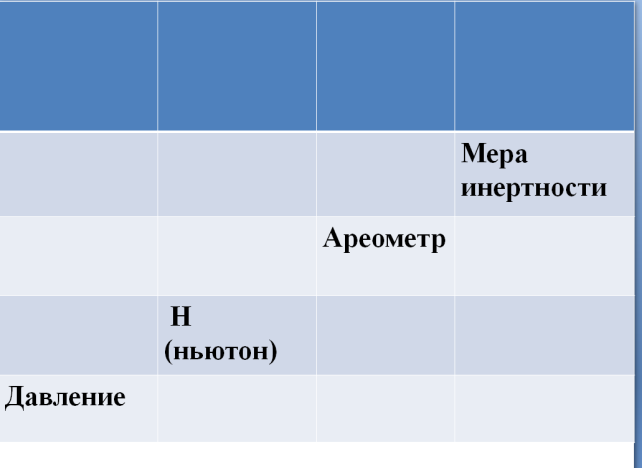 Мера
инертности
Ареометр
Н
(ньютон)
Давление